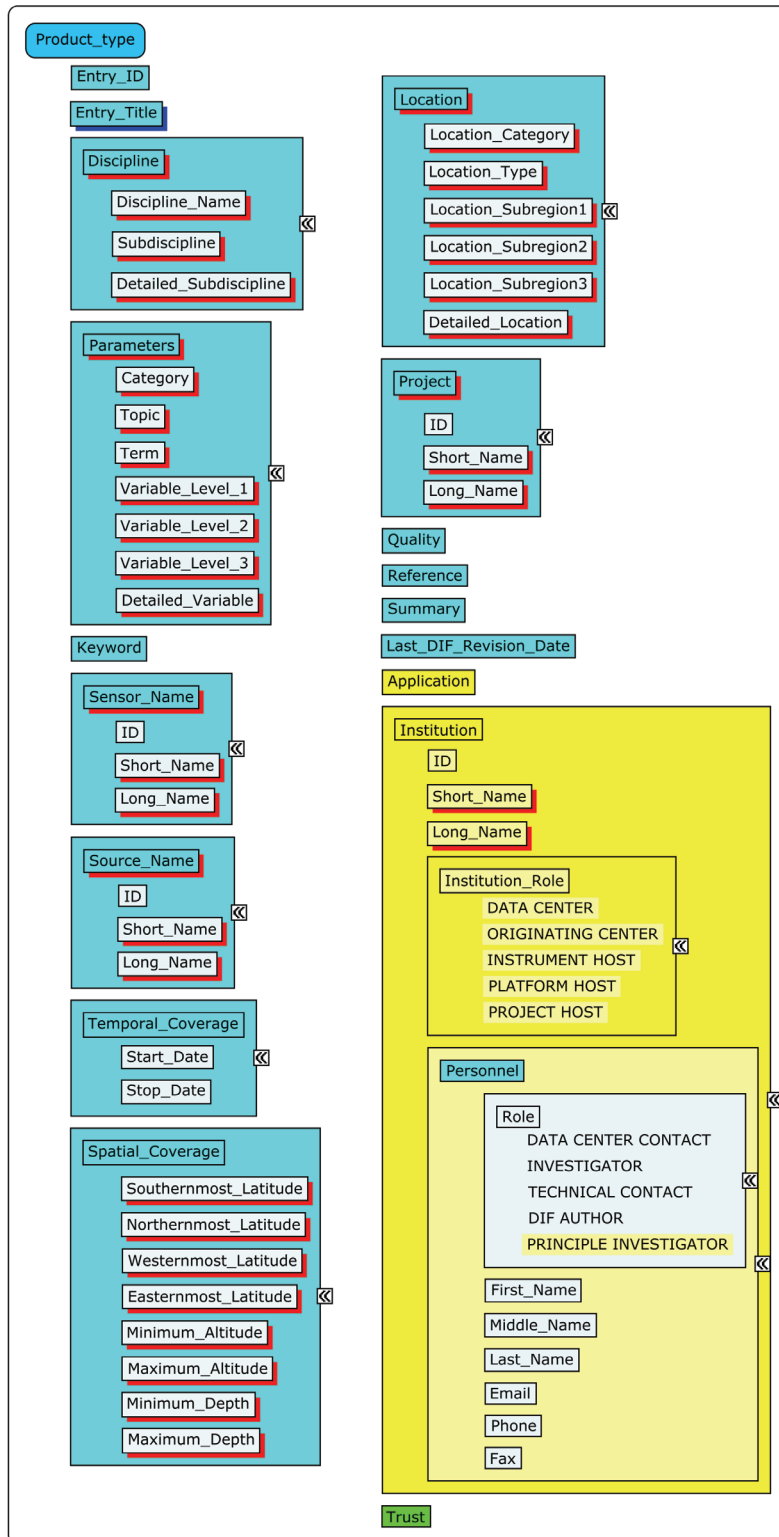 Product_type
Entry_ID
Entry_Title
Discipline
Discipline_Name
Subdiscipline
Detailed_Subdiscipline
Parameters
Category
Topic
Term
Variable_Level_1
Variable_Level_2
Variable_Level_3
Detailed_Variable
Keyword
Sensor_Name
ID
Short_Name
Long_Name
Source_Name
ID
Short_Name
Long_Name
Temporal_Coverage
Start_Date
Stop_Date
Spatial_Coverage
Southernmost_Latitude
Northernmost_Latitude
Westernmost_Latitude
Easternmost_Latitude
Minimum_Altitude
Maximum_Altitude
Minimum_Depth
Maximum_Depth
Location
Location_Category
Location_Type
Location_Subregion1
Location_Subregion2
Location_Subregion3
Detailed_Location
Project
ID
Short_Name
Long_Name
Quality
Reference
Summary
Last_DIF_Revision_Date
Application
Institution
ID
Short_Name
Long_Name
Institution_Role
DATA CENTER
ORIGINATING CENTER
INSTRUMENT HOST
PLATFORM HOST
PROJECT HOST
Personnel
Role
DATA CENTER CONTACT
INVESTIGATOR
TECHNICAL CONTACT
DIF AUTHOR
PRINCIPLE INVESTIGATOR
First_Name
Middle_Name
Last_Name
Email
Phone
Fax
Trust